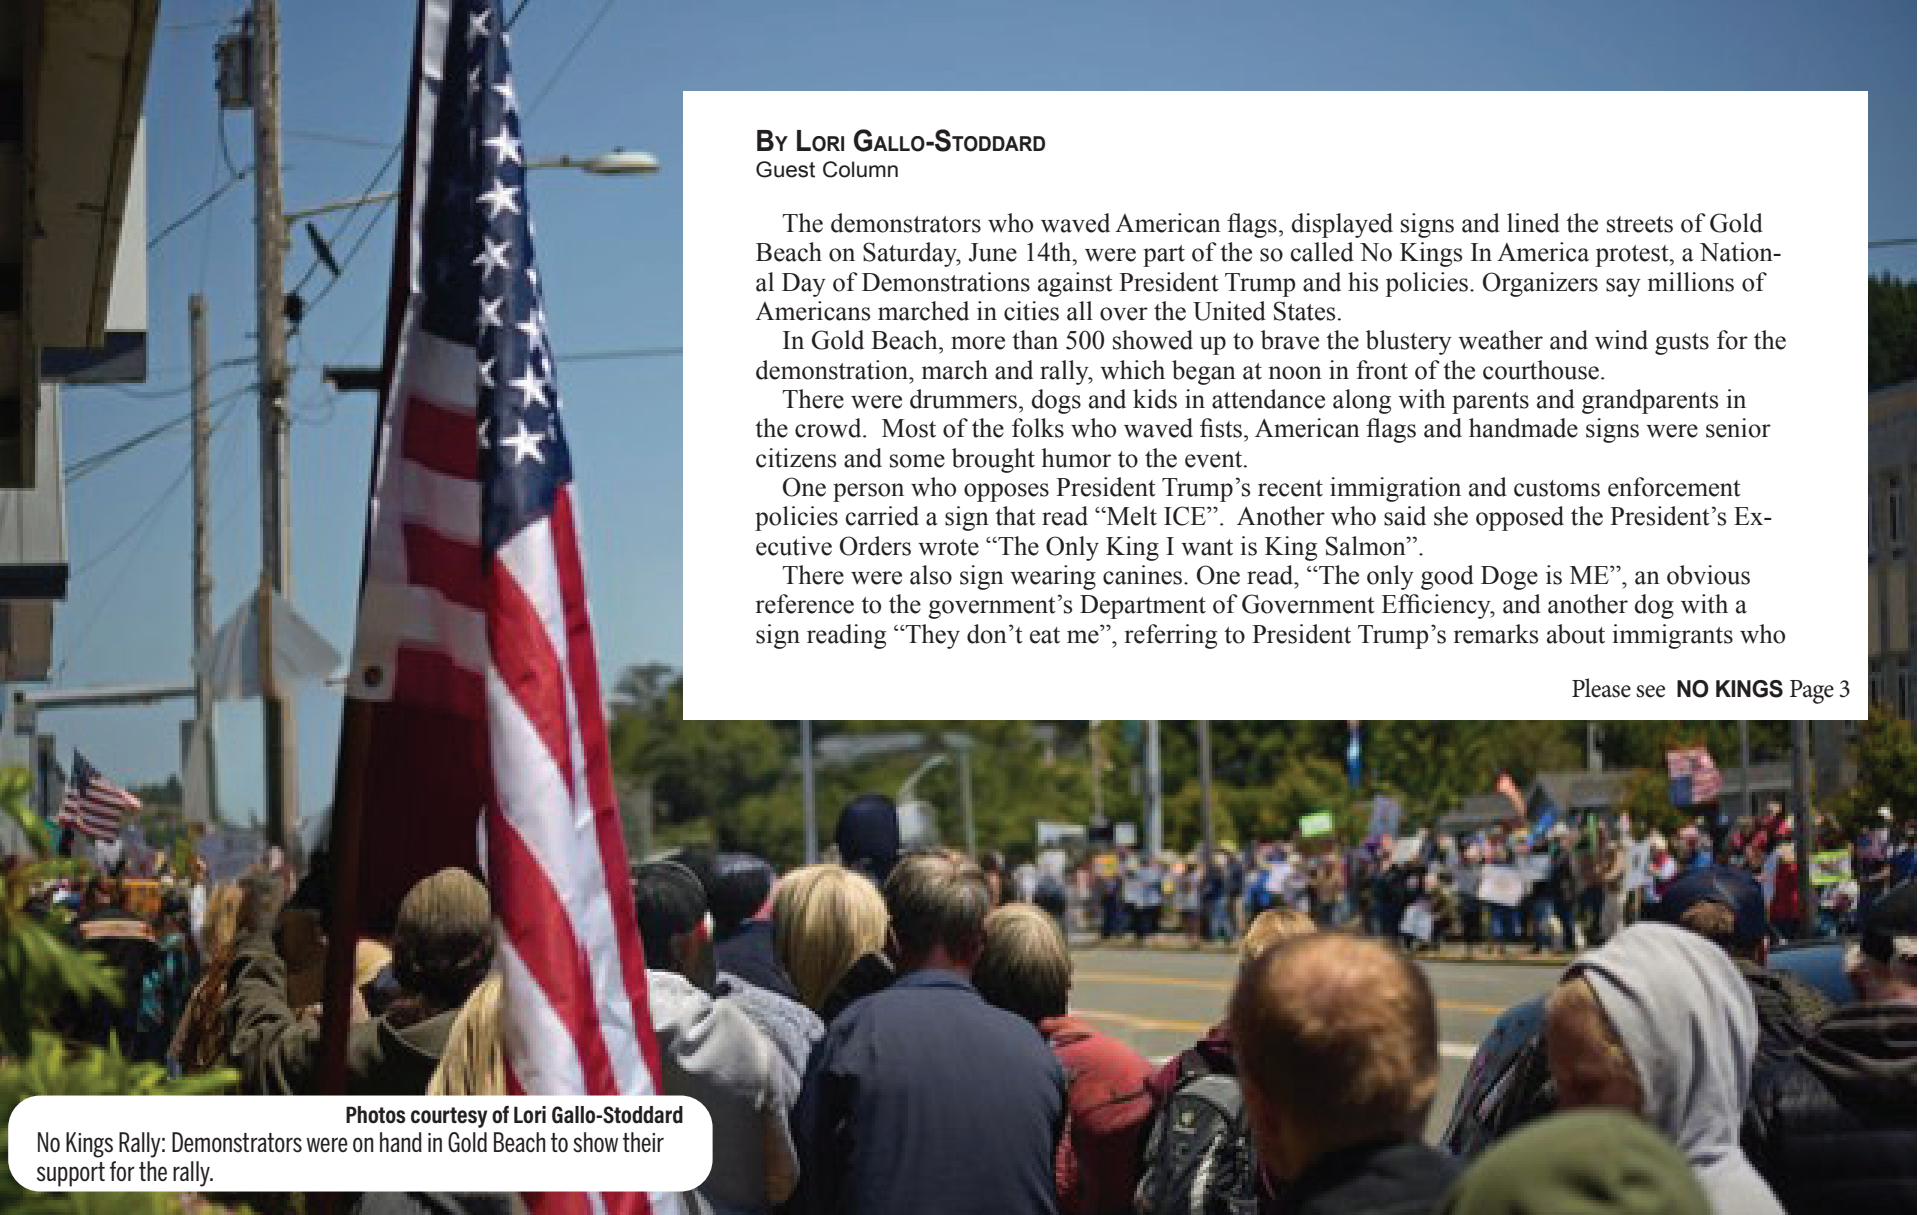 By Lori Gallo-Stoddard
Guest Column
The demonstrators who waved American flags, displayed signs and lined the streets of Gold
Beach on Saturday, June 14th, were part of the so called No Kings In America protest, a Nation-
al Day of Demonstrations against President Trump and his policies. Organizers say millions of
Americans marched in cities all over the United States.
In Gold Beach, more than 500 showed up to brave the blustery weather and wind gusts for the
demonstration, march and rally, which began at noon in front of the courthouse.
There were drummers, dogs and kids in attendance along with parents and grandparents in
the crowd.  Most of the folks who waved fists, American flags and handmade signs were senior
citizens and some brought humor to the event.
One person who opposes President Trump’s recent immigration and customs enforcement
policies carried a sign that read “Melt ICE”.  Another who said she opposed the President’s Ex-
ecutive Orders wrote “The Only King I want is King Salmon”.
There were also sign wearing canines. One read, “The only good Doge is ME”, an obvious
reference to the government’s Department of Government Efficiency, and another dog with a
sign reading “They don’t eat me”, referring to President Trump’s remarks about immigrants who
Please see NO KINGS Page 3
Photos courtesy of Lori Gallo-Stoddard
No Kings Rally: Demonstrators were on hand in Gold Beach to show their
support for the rally.